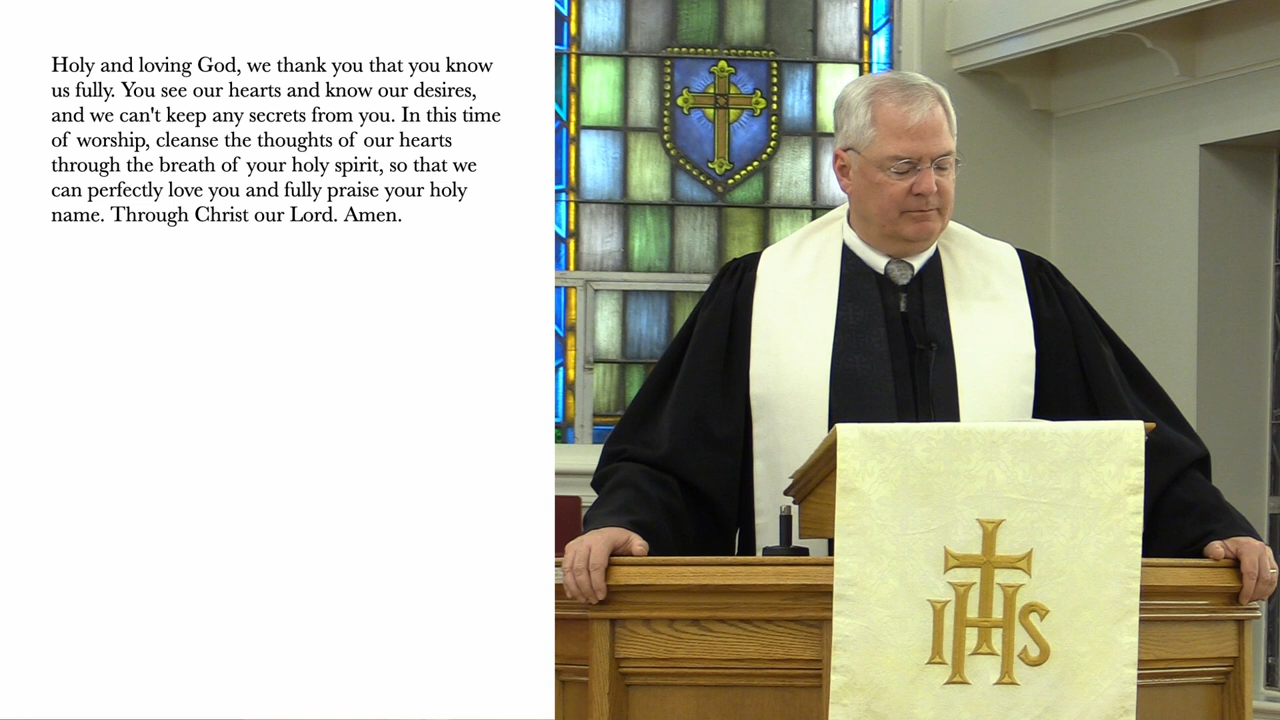 Holy and loving God, we thank you that you know
us fully. You see our hearts and know our desires,
and we can't keep any secrets from you. In this time
of worship, cleanse the thoughts of our hearts
through the breath of your holy spirit, so that we
can perfectly love you and fully praise your holy
name. Through Christ our Lord. Amen.
IHS